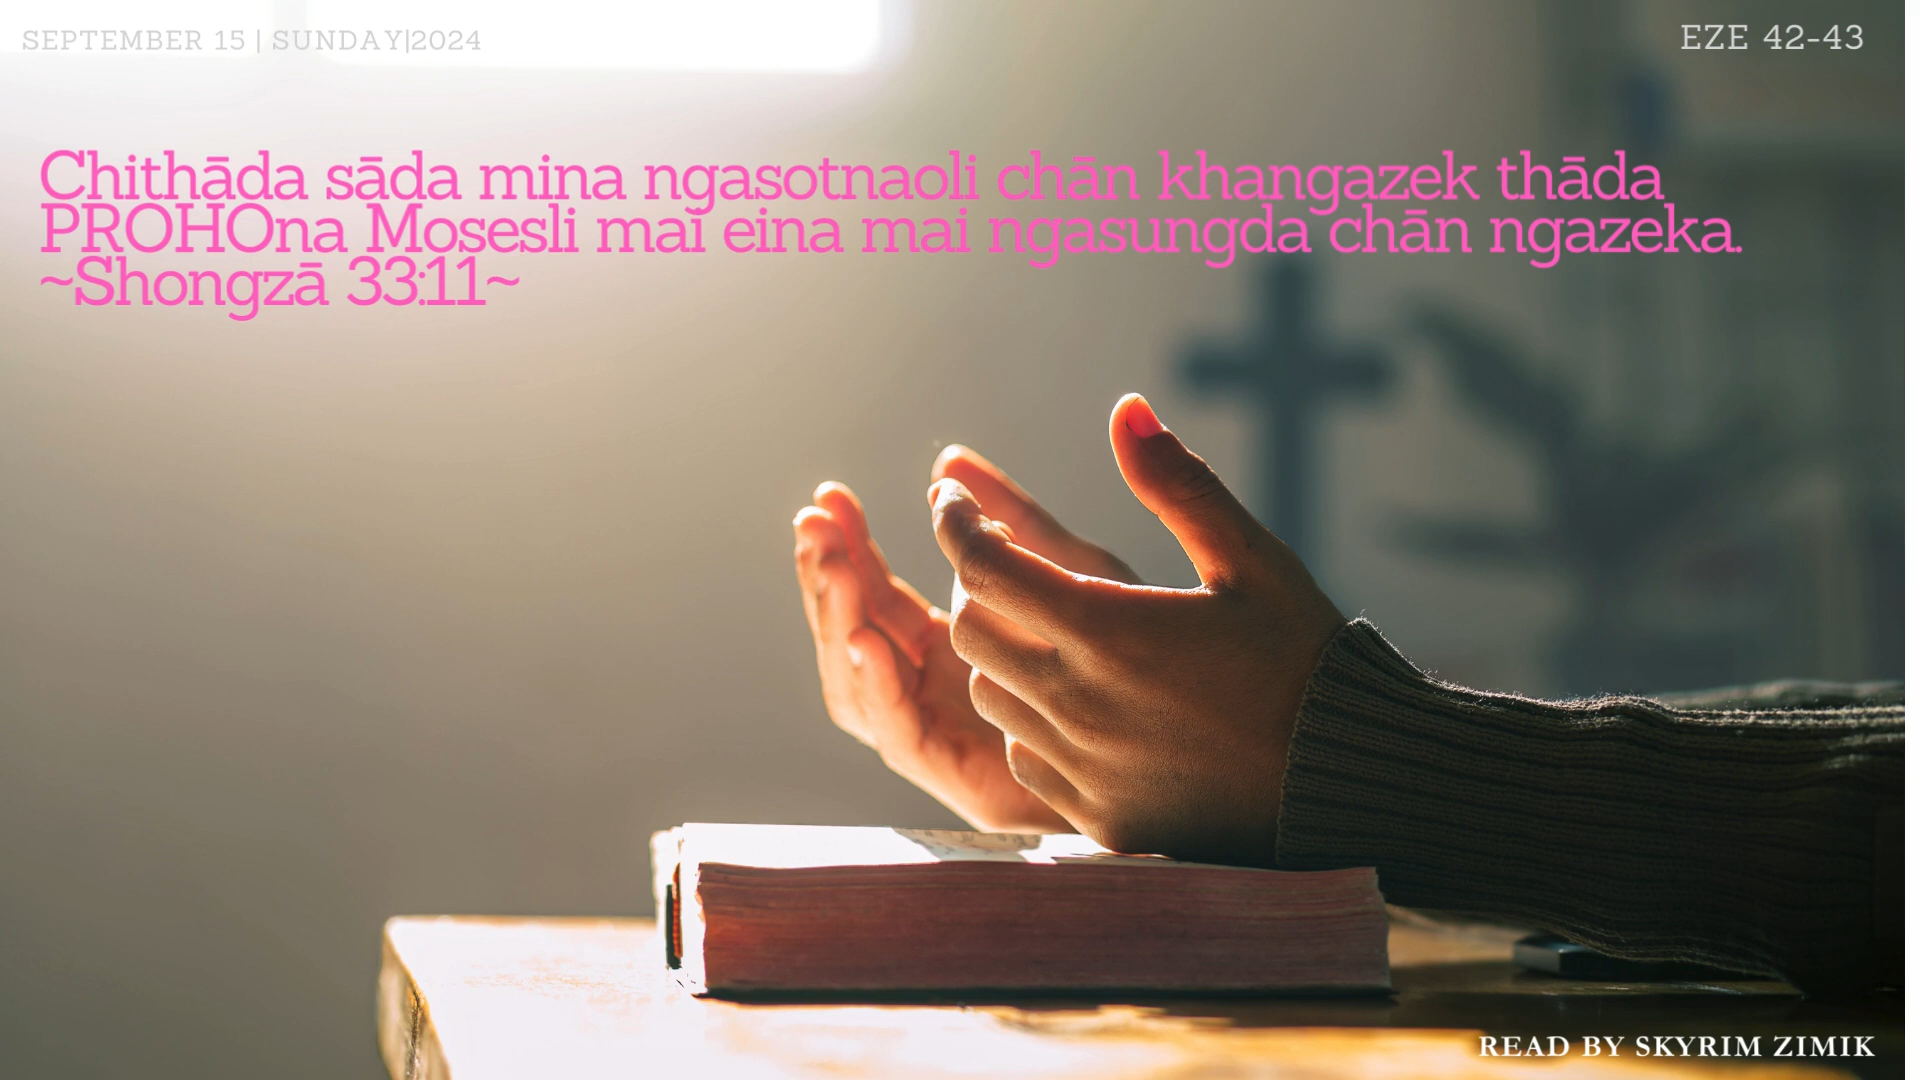 SEPTEMBER 15 | SUNDAY|2024
EZE 42-43
Chithāda sāda mina ngasotnaoli chān khangazek thāda
PROHOna Mosesli mai eina mai ngasungda chān ngazeka.
~Shongzā 33:11~
READ BY SKYRIM ZIMIK